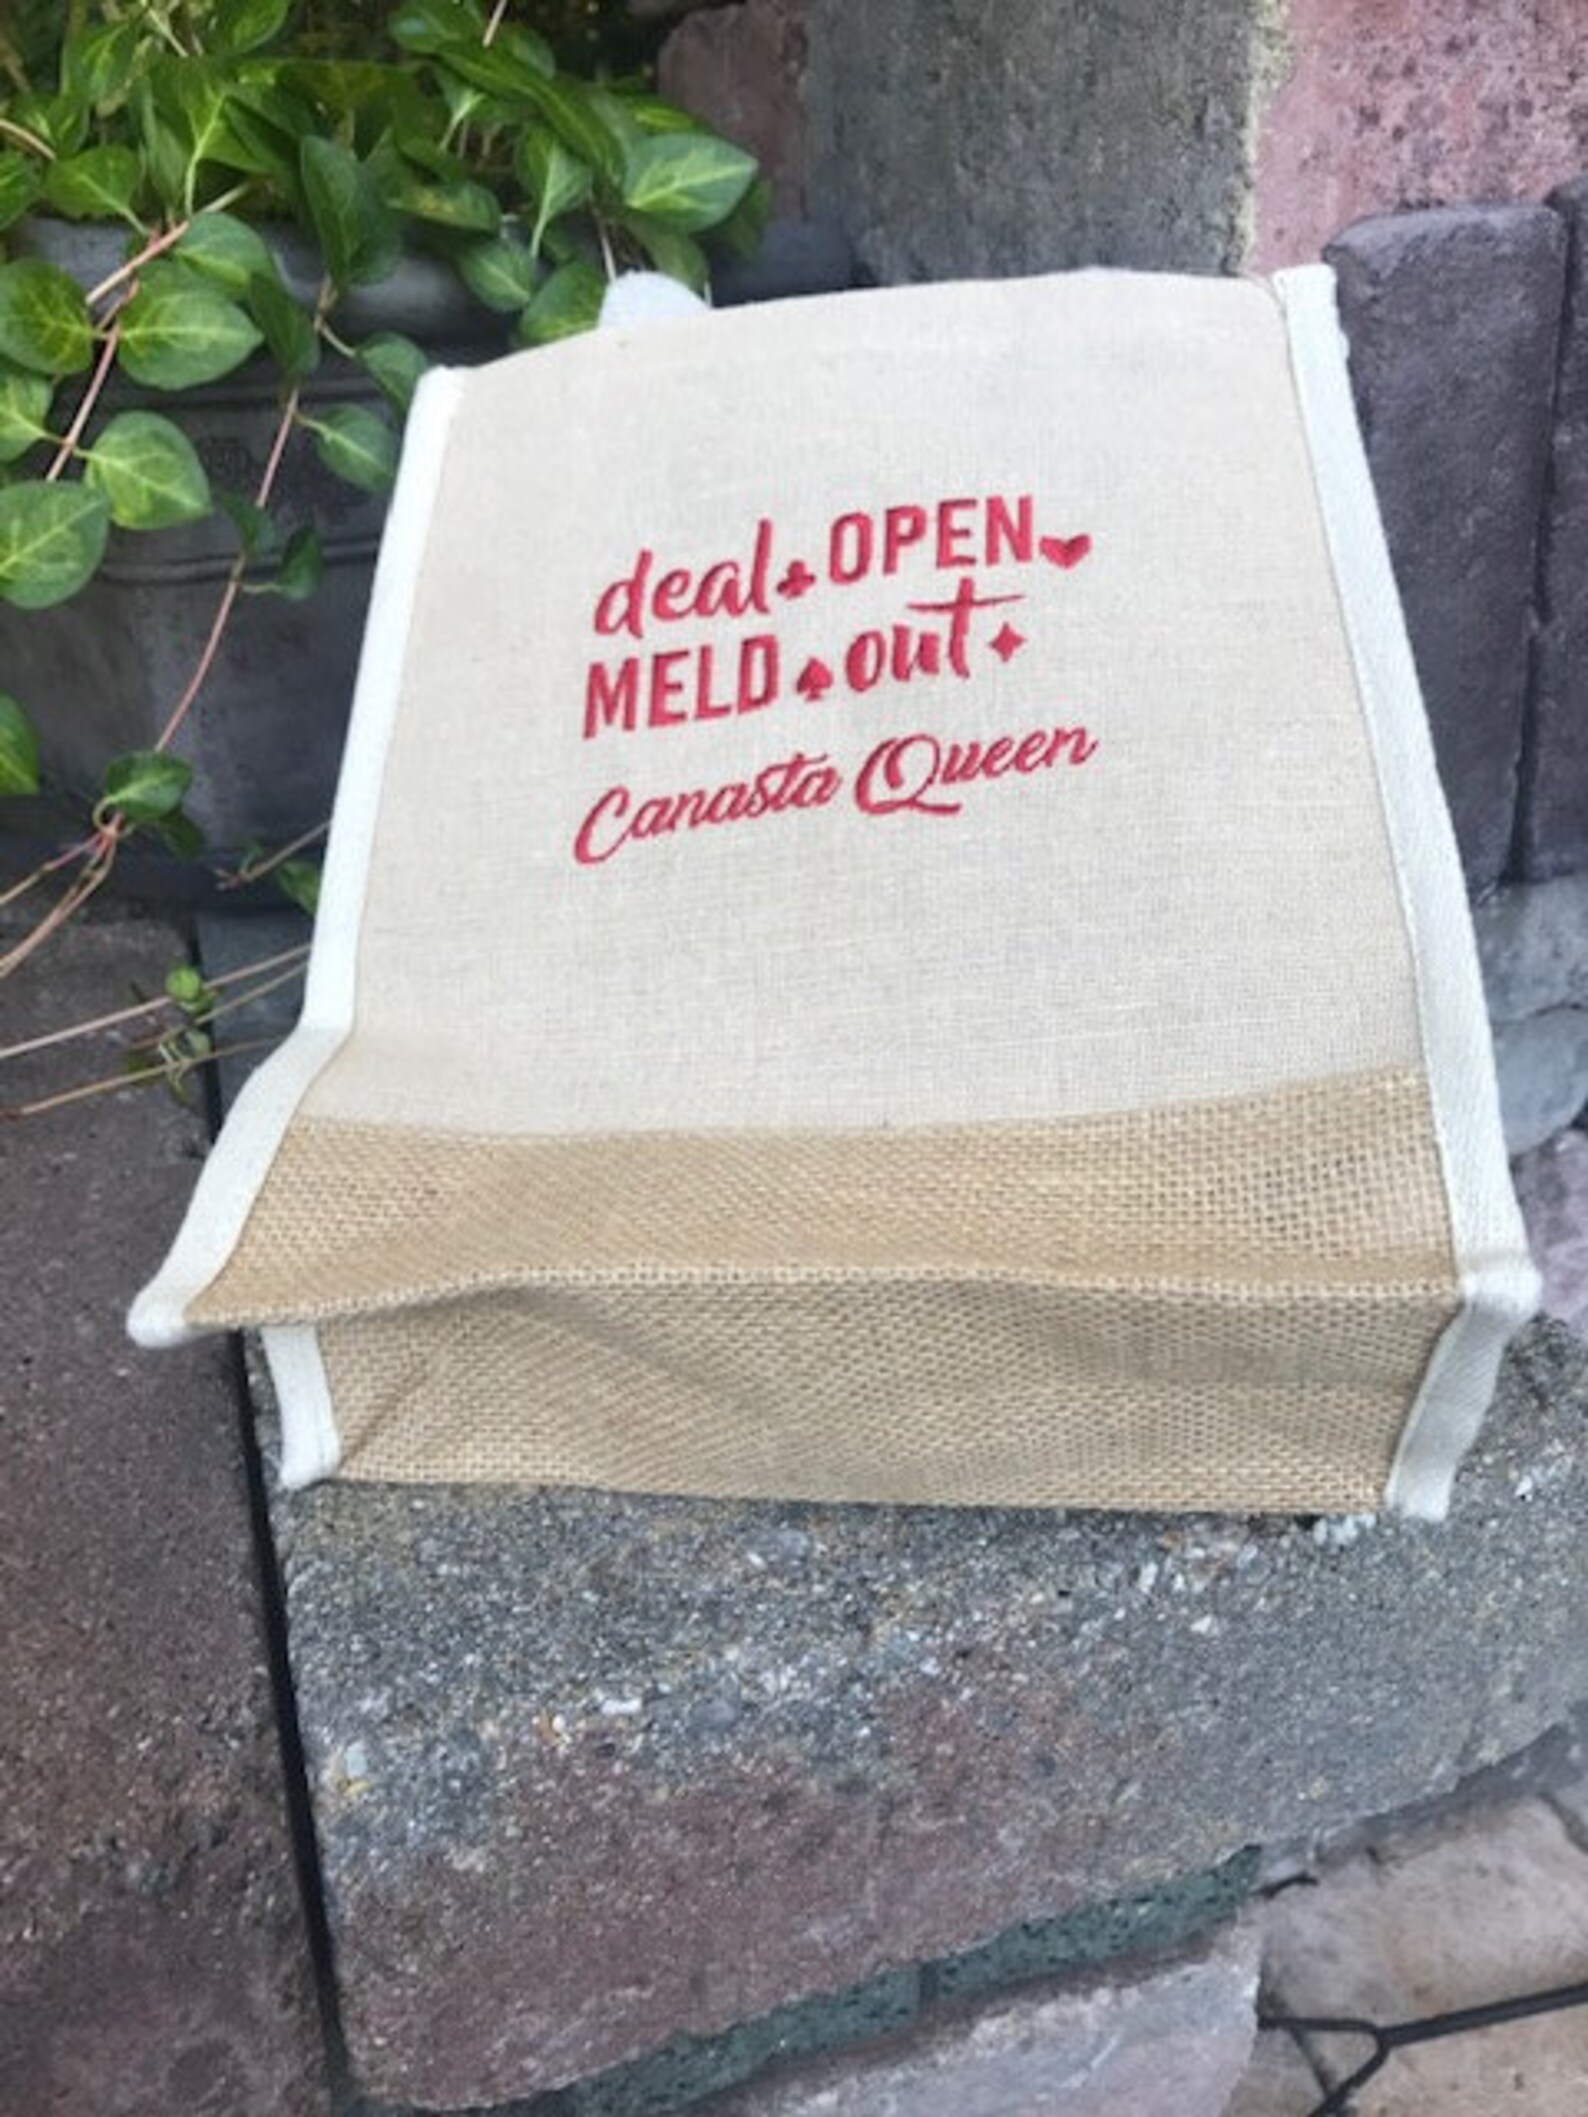 deal♣OPEN♥
MELD♠out♦
Canasta Queen